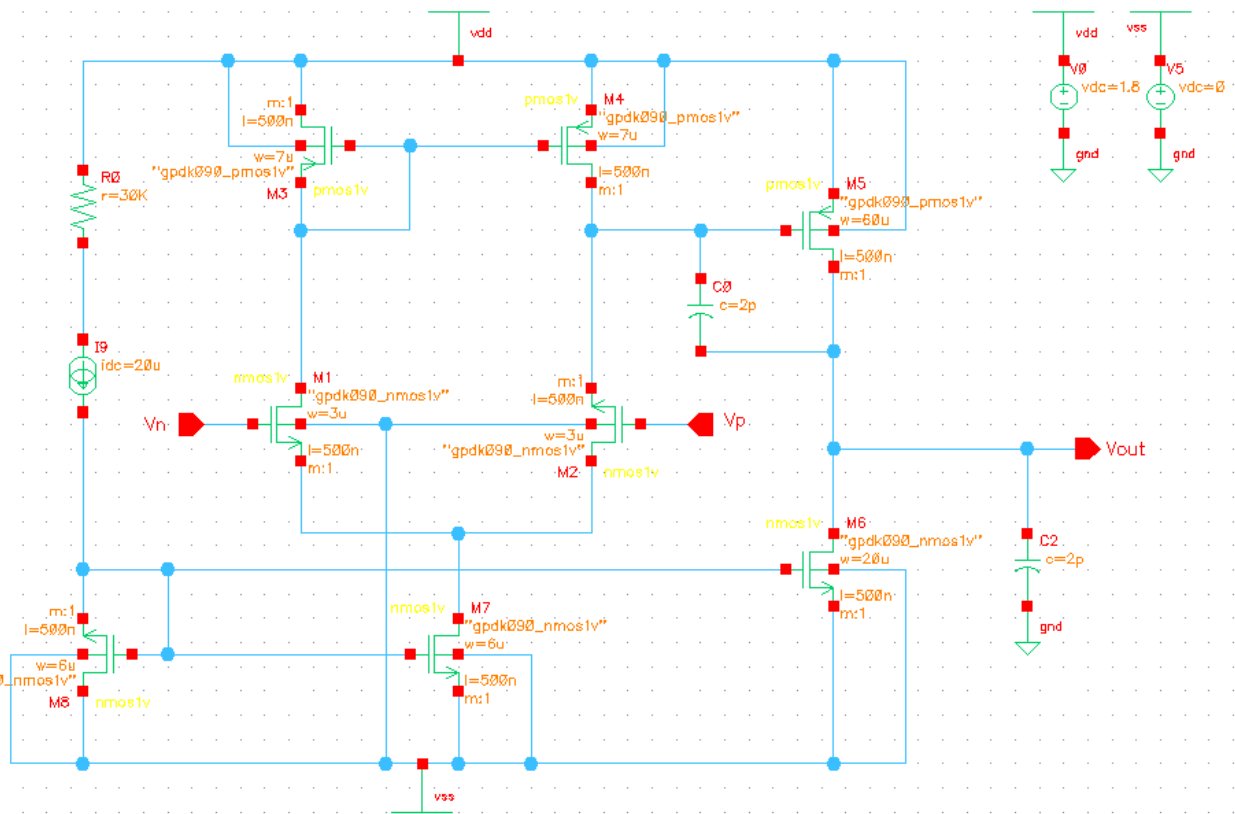 vdd
vdd
vss
V0
vdc=1.8
V5
vdc=0
gnd
gnd
m:1
l=500n
w=7u
"gpdk090_pmos1v"
M3
pmos1v
pmos1v
M4
"gpdk090_pmos1v"
w=7u
l=500n
m:1
R0
r=30K
pmos1v
M5
"gpdk090_pmos1v"
w=60u
l=500n
m:1
C0
c=2p
I9
idc=20u
nmos1v
M1
"gpdk090_nmos1v"
w=3u
l=500n
m:1
Vn
m:1
l=500n
w=3u
"gpdk090_nmos1v"
M2
nmos1v
Vp
Vout
nmos1v
M6
"gpdk090_nmos1v"
w=20u
l=500n
m:1
C2
c=2p
gnd
m:1
l=500n
w=6u
0_nmos1v"
M8
nmos1v
nmos1v
M7
"gpdk090_nmos1v"
w=6u
l=500n
m:1
vss